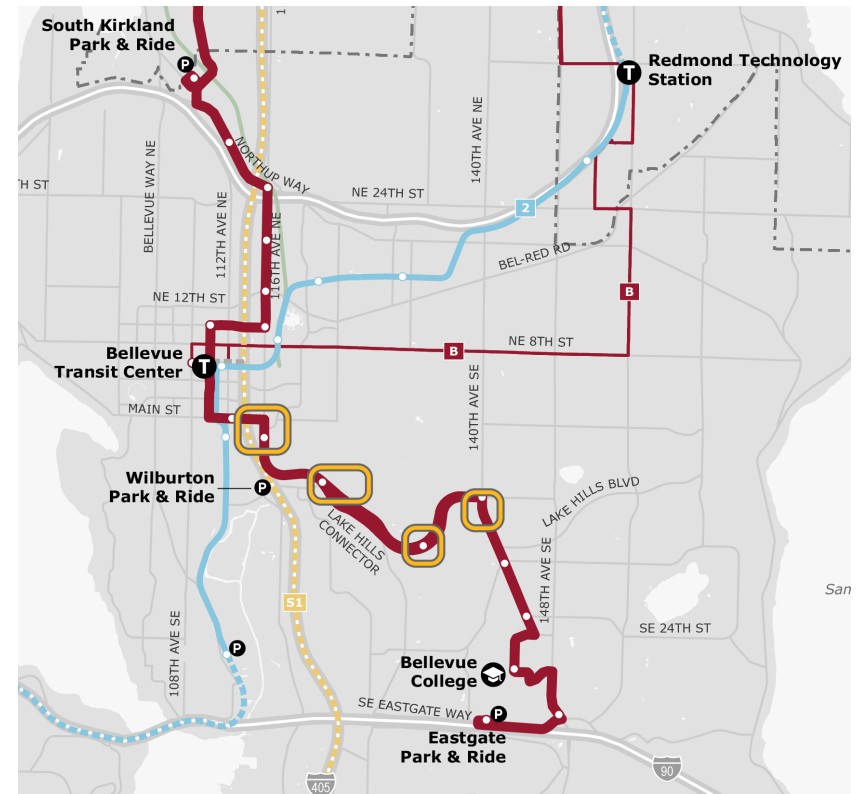 South Kirkland
Park & Ride
P
1
T
Redmond Technology
Station
140TH AVE NE
NORTHUP WAY
BELLEVUE WAY NE
TH ST
NE 24TH ST
112TH AVE NE
116TH AVE NE
2
BEL-RED RD
NE 12TH ST
B
NE 8TH ST
B
Bellevue
Transit Center
T
140TH AVE SE
MAIN ST
Wilburton
Park & Ride
P
LAKE HILLS
CONNECTOR
LAKE HILLS BLVD
148TH AVE SE
San
S1
SE 24TH ST
108TH AVE SE
P
Bellevue
College
SE EASTGATE WAY
P
Eastgate
Park & Ride
90
405